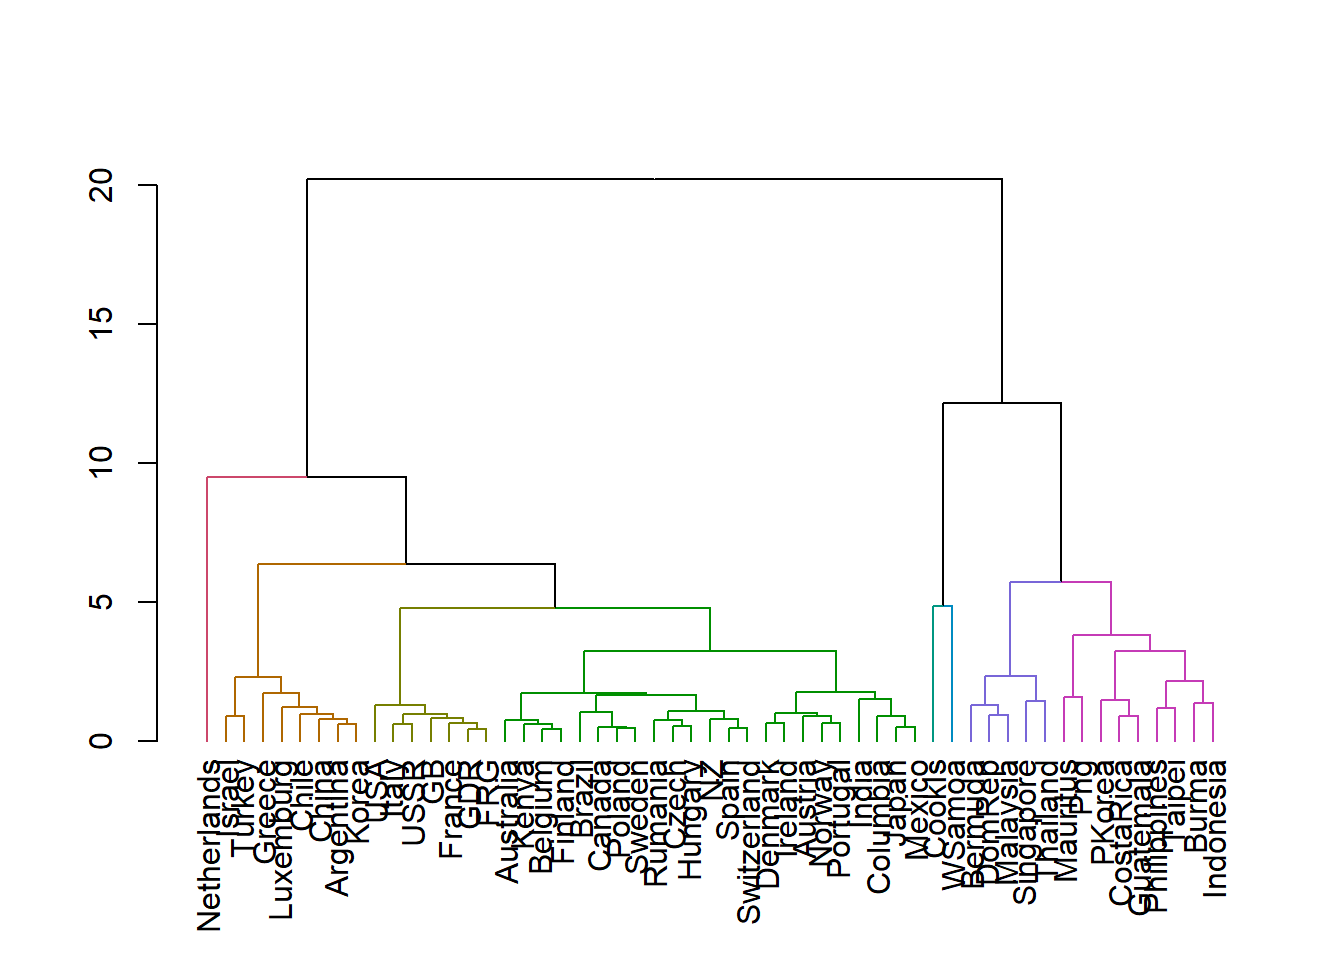 20
15
10
5
0
Netherlands
Israel
Turkey
Greece
Luxembourg
Chile
China
Argentina
Korea
USA
Italy
USSR
GB
France
GDR
FRG
Australia
Kenya
Belgium
Finland
Brazil
Canada
Poland
Sweden
Rumania
Czech
Hungary
NZ
Spain
Switzerland
Denmark
Ireland
Austria
Norway
Portugal
India
Columbia
Japan
Mexico
CookIs
WSamoa
Bermuda
DomRep
Malaysia
Singapore
Thailand
Mauritius
Png
PKorea
CostaRica
Guatemala
Phillipines
Taipei
Burma
Indonesia